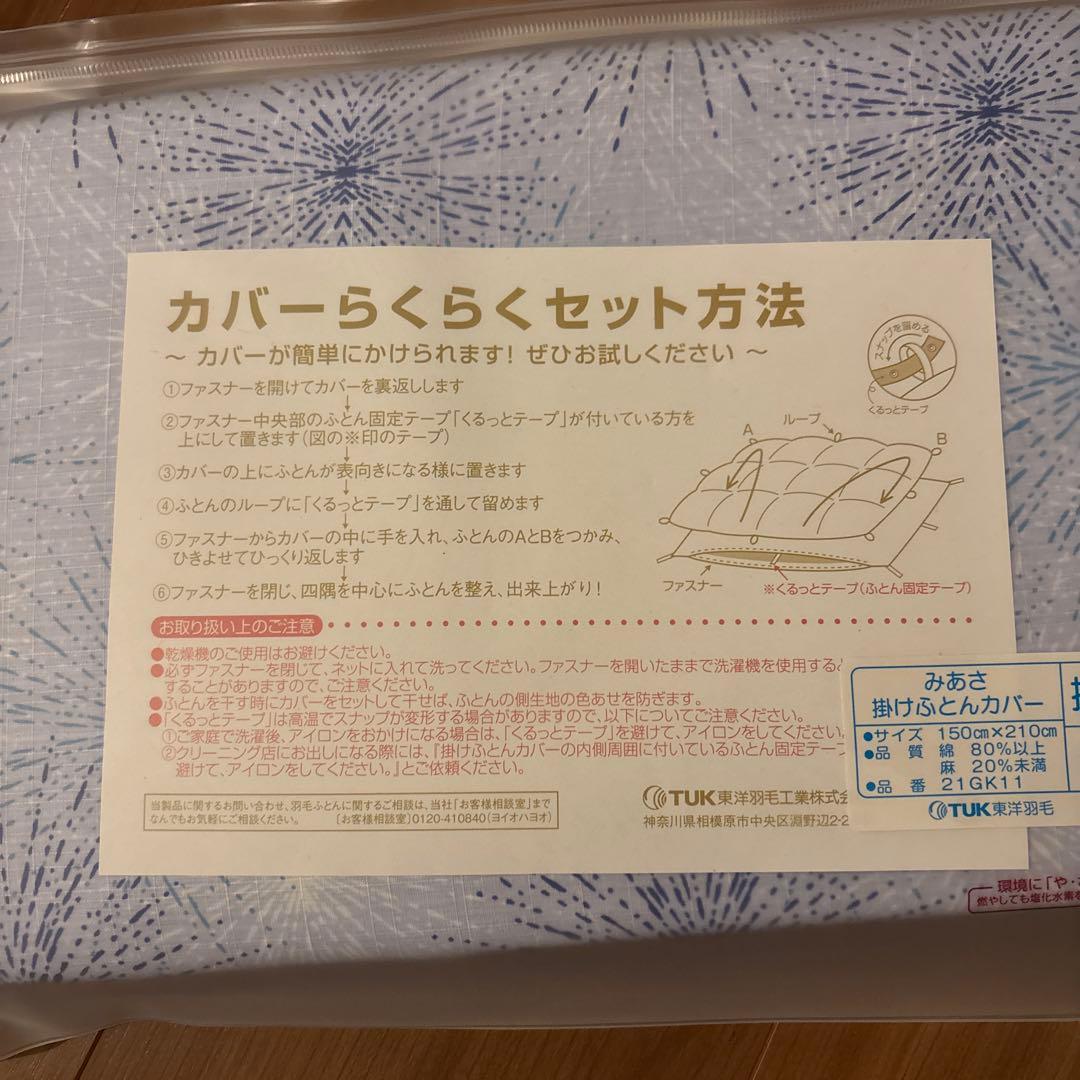 カバーらくらくセット方法
～ カバーが簡単にかけられます! ぜひお試しください ～
①ファスナーを開けてカバーを裏返しします
②ファスナー中央部のふとん固定テープ「くるっとテープ」が付いている方を
上にして置きます(図の※印のテープ)
③カバーの上にふとんが表向きになる様に置きます
④ふとんのループに「くるっとテープ」を通して留めます
⑤ファスナーからカバーの中に手を入れ、ふとんのAとBをつかみ、
ひきよせてひっくり返します
⑥ファスナーを閉じ、四隅を中心にふとんを整え、出来上がり!
スナップを留める
くるっとテープ
ループ
A
B
ファスナー
※くるっとテープ(ふとん固定テープ)
お取り扱い上のご注意
●乾燥機のご使用はお避けください。
●必ずファスナーを閉じて、ネットに入れて洗ってください。ファスナーを開いたままで洗濯機を使用する
することがありますので、ご注意ください。
●ふとんを干す時にカバーをセットして干せば、ふとんの側生地の色あせを防ぎます。
●「くるっとテープ」は高温でスナップが変形する場合がありますので、以下についてご注意ください。
①ご家庭で洗濯後、アイロンをおかけになる場合は、「くるっとテープ」を避けて、アイロンをしてください。
②クリーニング店にお出しになる際には、『掛けふとんカバーの内側周囲に付いているふとん固定テープ
避けて、アイロンをしてください。』とご依頼ください。
当製品に関するお問い合わせ、羽毛ふとんに関するご相談は、当社「お客様相談室」まで
なんでもお気軽にご相談ください。 〔お客様相談室〕0120-410840(ヨイオハヨオ)
TUK東洋羽毛工業株式会
神奈川県相模原市中央区淵野辺2-2
みあさ
掛けふとんカバー
●サイズ 150cm×210cm
●品 質 綿 80%以上
麻 20%未満
●品 番 21GK11
TUK東洋羽毛
環境に「や・
燃やしても塩化水素を